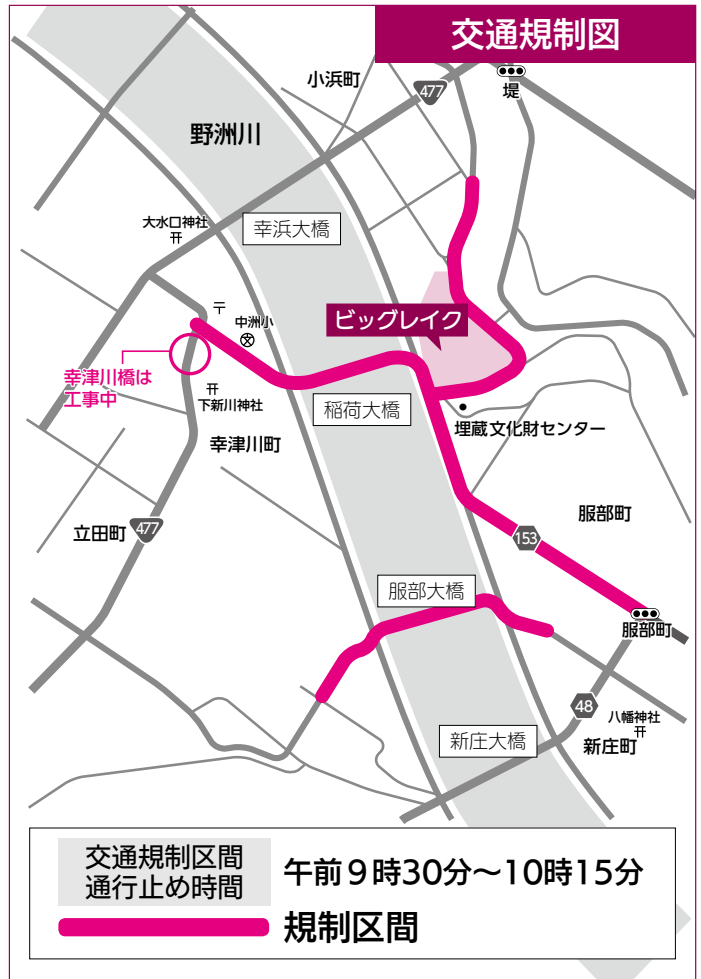 交通規制図
小浜町
477
堤
野洲川
大水口神社
幸浜大橋
中洲小
文
ビッグレイク
幸津川橋は
工事中
下新川神社
稲荷大橋
埋蔵文化財センター
幸津川町
服部町
立田町
477
153
服部大橋
服部町
48
八幡神社
新庄大橋
新庄町
交通規制区間
通行止め時間
午前9時30分～10時15分
規制区間